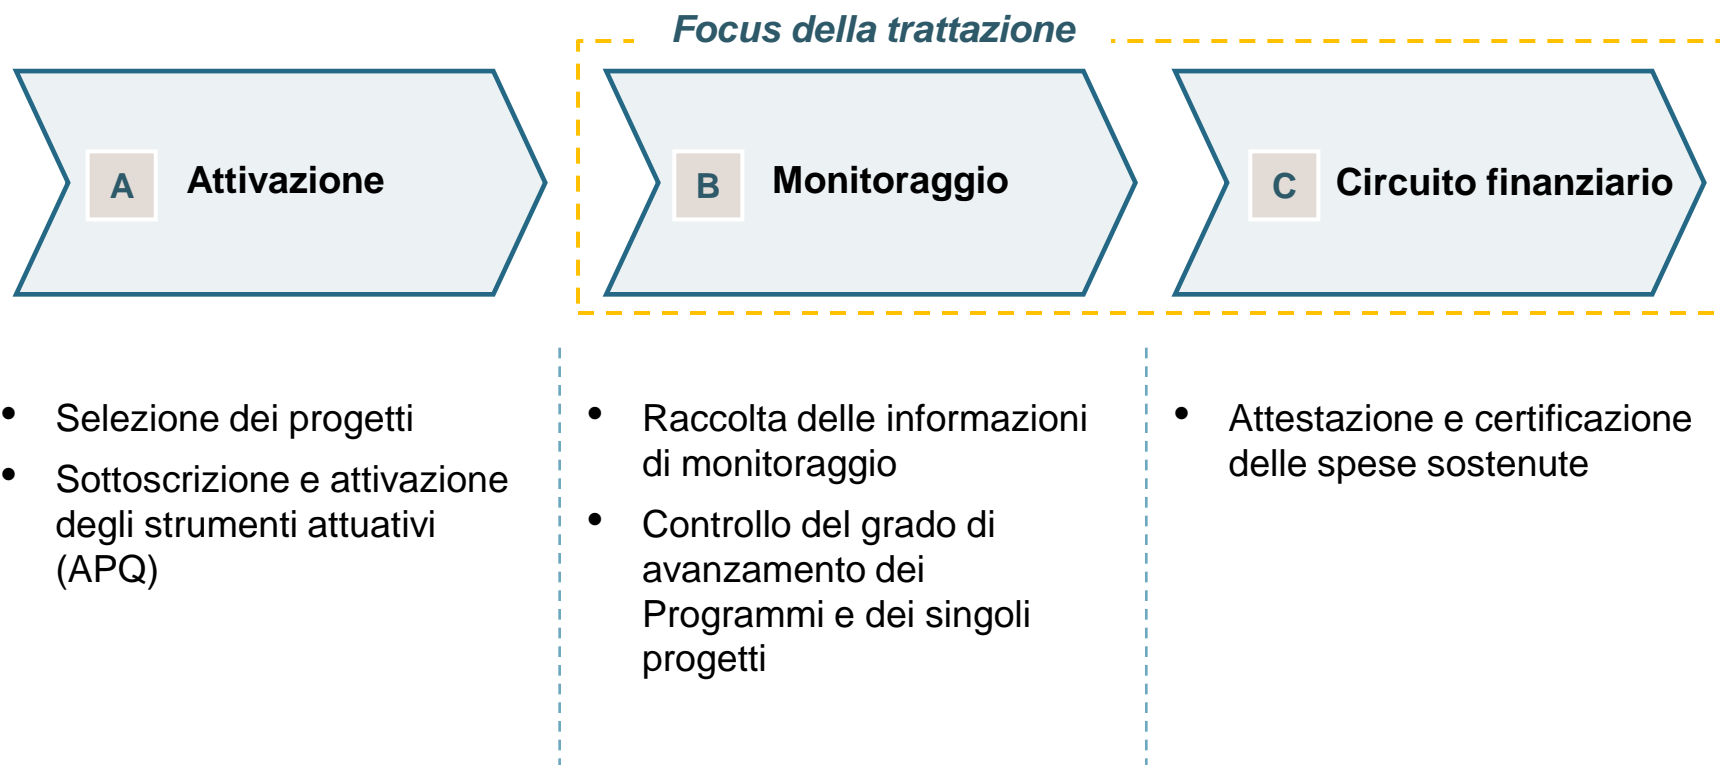 Focus della trattazione
A Attivazione
B Monitoraggio
C Circuito finanziario
• Selezione dei progetti
• Sottoscrizione e attivazione
degli strumenti attuativi
(APQ)
• Raccolta delle informazioni
di monitoraggio
• Controllo del grado di
avanzamento dei
Programmi e dei singoli
progetti
• Attestazione e certificazione
delle spese sostenute